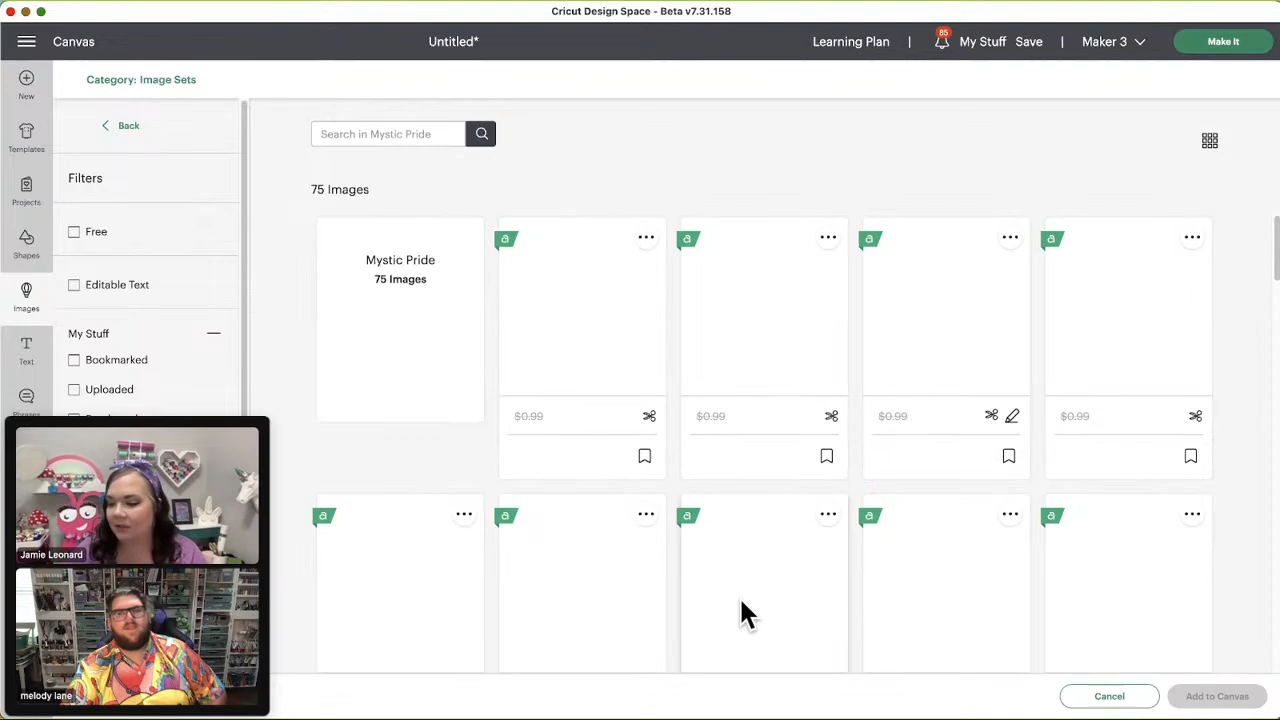 Cricut Design Space - Beta v7.31.158
Canvas
Untitled*
Learning Plan | 85 My Stuff Save | Maker 3
Make It
Category: Image Sets
New
Templates
Projects
Shapes
Images
Text
Back
Filters
Free
Editable Text
My Stuff
Bookmarked
Uploaded
Search in Mystic Pride
75 Images
Mystic Pride
75 Images
a a a a
$0.99 $0.99 $0.99 $0.99
a a a a a
Jamie Leonard
melody lane
Cancel
Add to Canvas